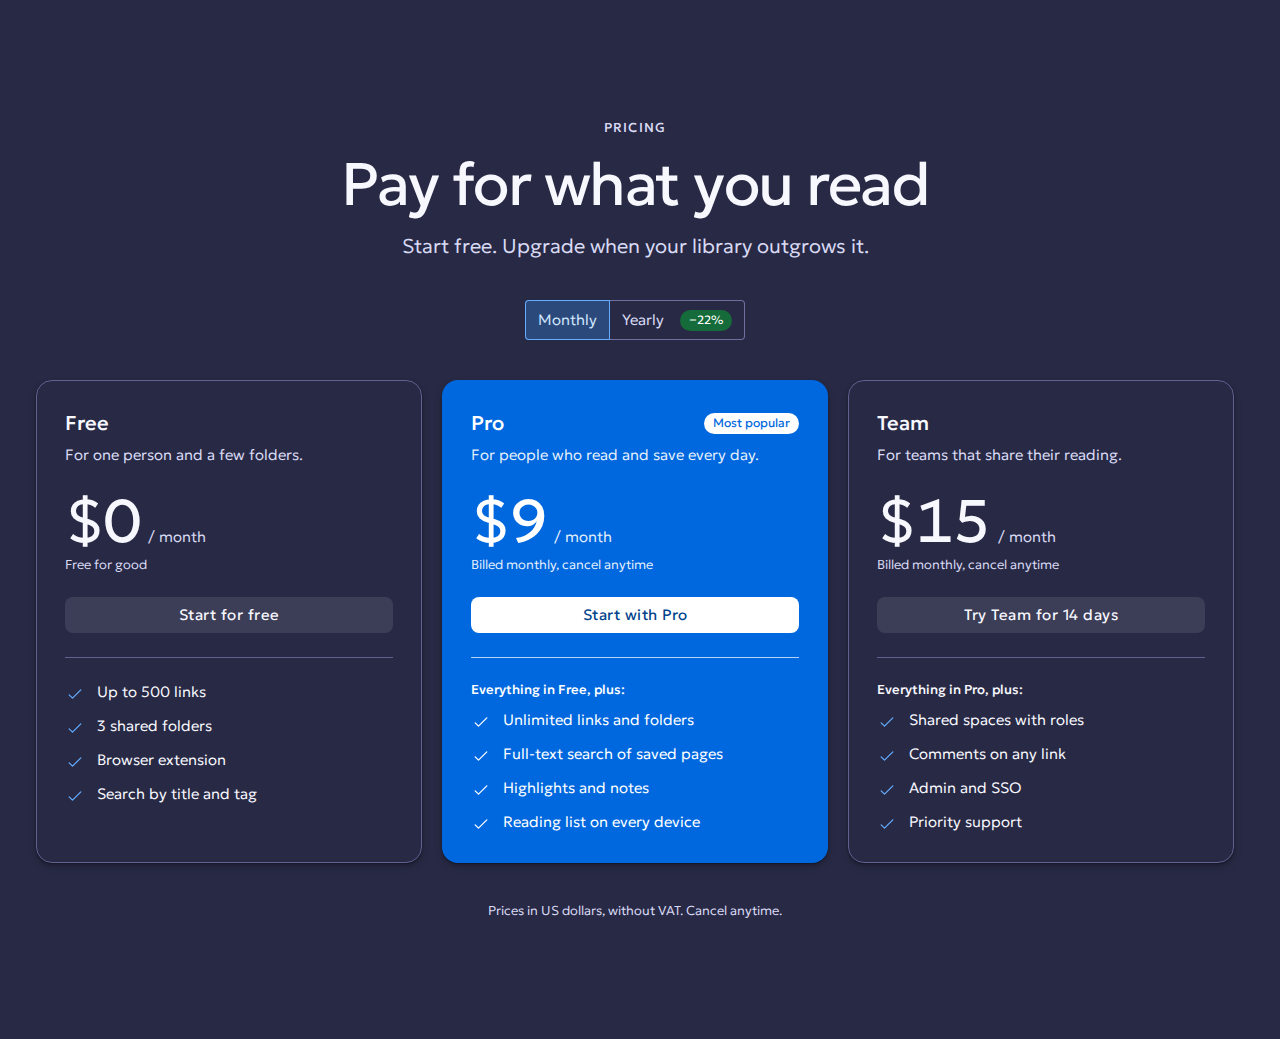 PRICING
Pay for what you read
Start free. Upgrade when your library outgrows it.
Monthly
Yearly
−22%
Free
For one person and a few folders.
$0 / month
Free for good
Start for free
Up to 500 links
3 shared folders
Browser extension
Search by title and tag
Pro
Most popular
For people who read and save every day.
$9 / month
Billed monthly, cancel anytime
Start with Pro
Everything in Free, plus:
Unlimited links and folders
Full-text search of saved pages
Highlights and notes
Reading list on every device
Team
For teams that share their reading.
$15 / month
Billed monthly, cancel anytime
Try Team for 14 days
Everything in Pro, plus:
Shared spaces with roles
Comments on any link
Admin and SSO
Priority support
Prices in US dollars, without VAT. Cancel anytime.